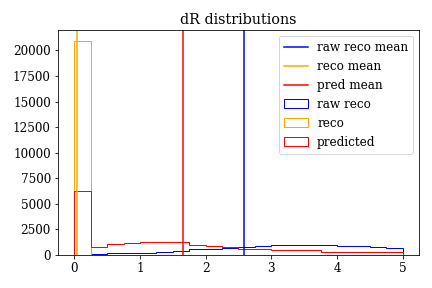 dR distributions
20000
17500
15000
12500
10000
7500
5000
2500
0
0 1 2 3 4 5
raw reco mean
reco mean
pred mean
raw reco
reco
predicted